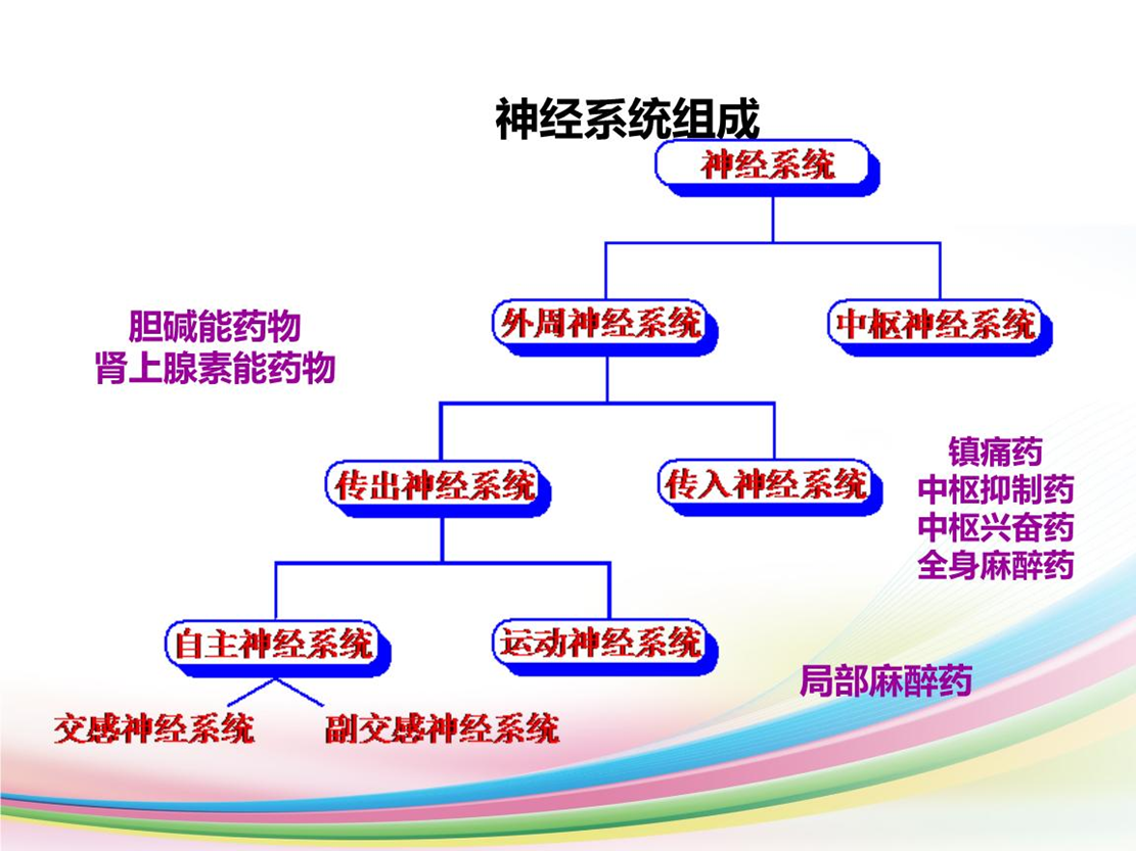 神经系统组成
神经系统
外周神经系统
中枢神经系统
胆碱能药物
肾上腺素能药物
传出神经系统
传入神经系统
镇痛药
中枢抑制药
中枢兴奋药
全身麻醉药
自主神经系统
运动神经系统
局部麻醉药
交感神经系统
副交感神经系统